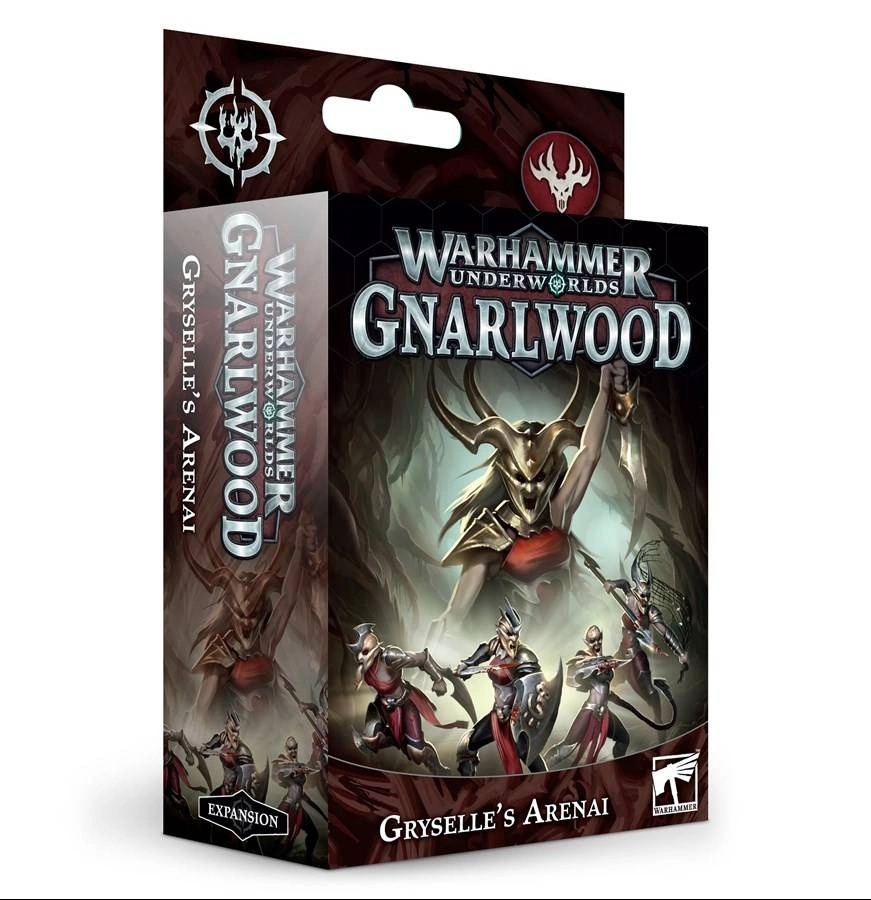 WARHAMMER
UNDERWORLDS
GNARLWOOD
GRYSELLE'S ARENAI
WARHAMMER
WARHAMMER
UNDERWORLDS
GNARLWOOD
GRYSELLE'S ARENAI
EXPANSION